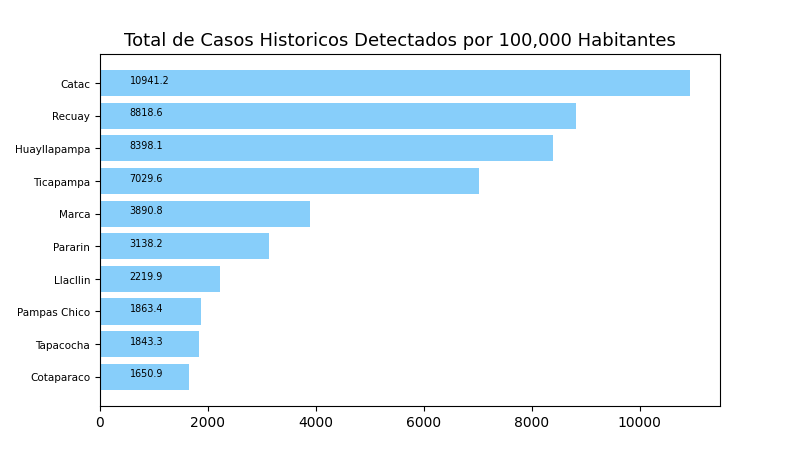 Total de Casos Historicos Detectados por 100,000 Habitantes
Catac 10941.2
Recuay 8818.6
Huayllapampa 8398.1
Ticapampa 7029.6
Marca 3890.8
Pararin 3138.2
Llacllin 2219.9
Pampas Chico 1863.4
Tapacocha 1843.3
Cotaparaco 1650.9
0 2000 4000 6000 8000 10000